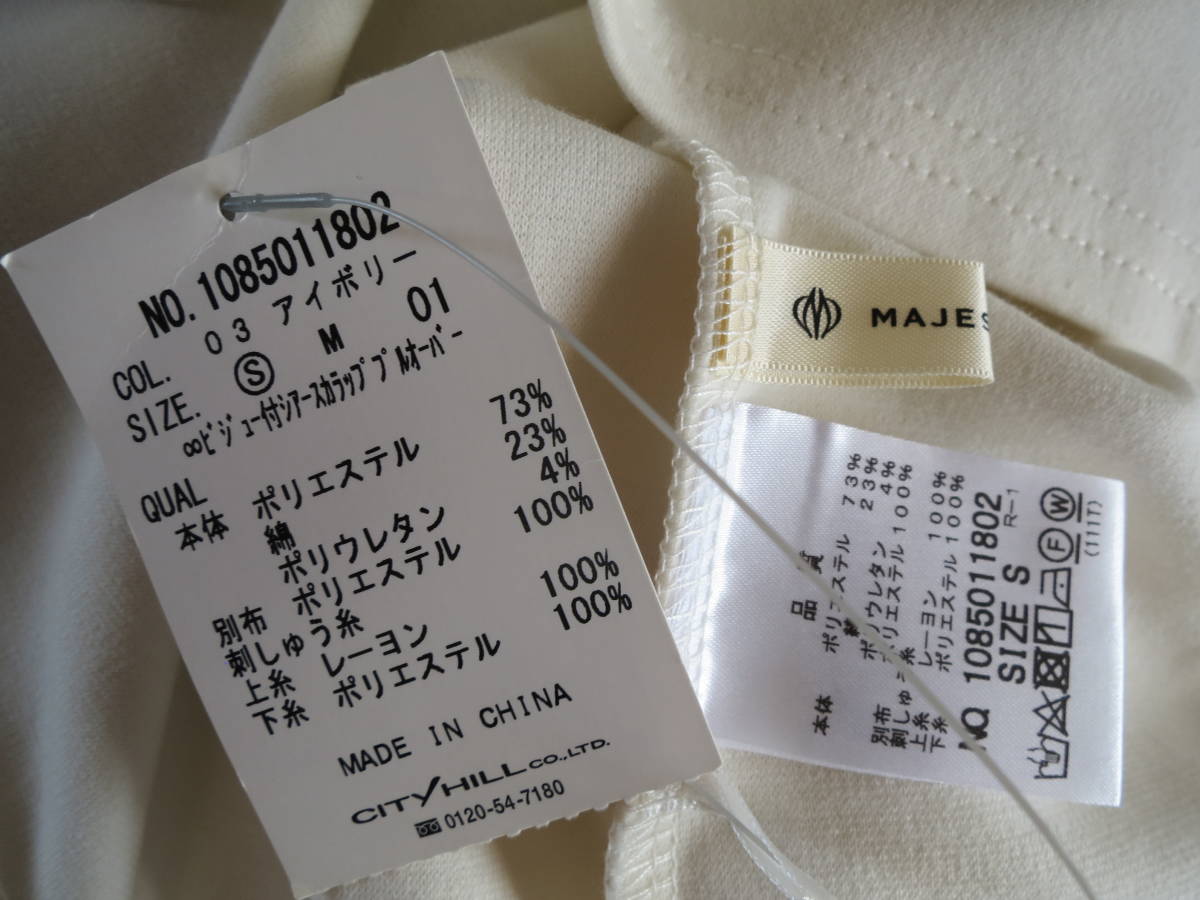 NO. 1085011802
COL. 03 アイボリー
SIZE. Ⓢ M 01
∞ビジュー付シアースカラッププルオーバー
QUAL
本体 ポリエステル 73%
綿 23%
ポリウレタン 4%
別布 ポリエステル 100%
刺しゅう糸
上糸 レーヨン 100%
下糸 ポリエステル 100%
MADE IN CHINA
CITY/HILL CO.,LTD.
0120-54-7180
MAJES
品 質
本体 ポリエステル 73%
23%
ポリウレタン 4%
別布 ポリエステル 100%
刺しゅう糸
上糸 レーヨン 100%
下糸 ポリエステル 100%
NO 1085011802
SIZE S R-1
F W
(111T)